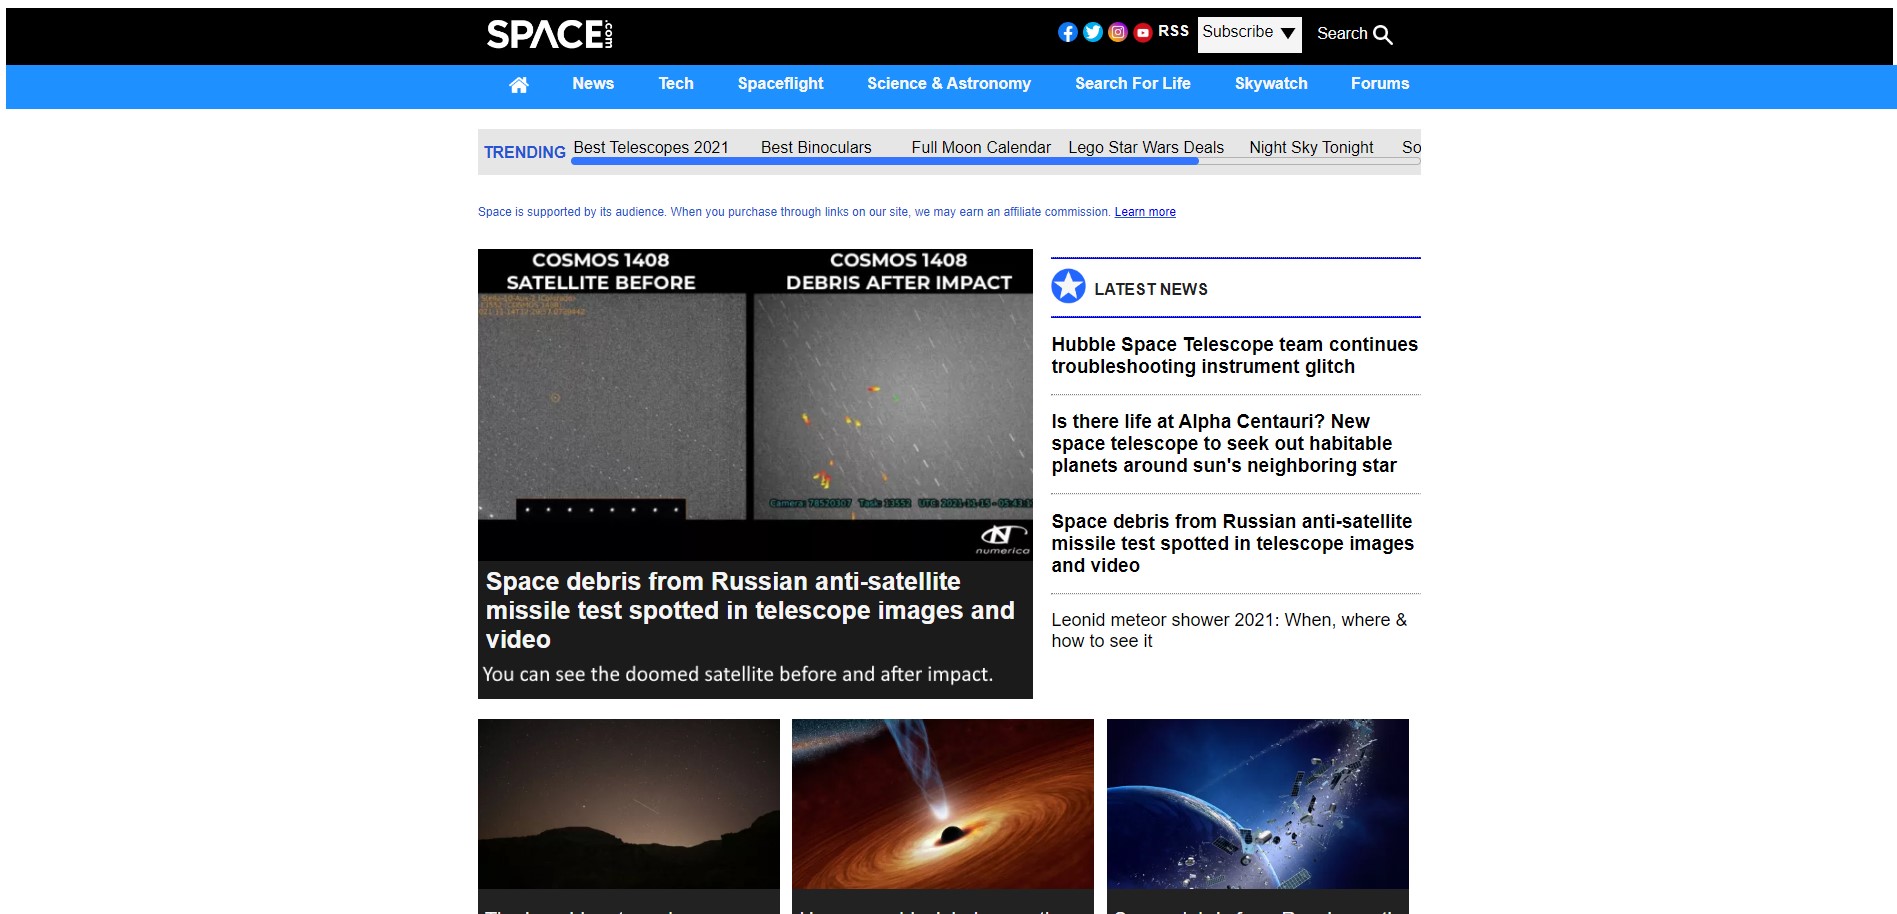 SPACE.com
RSS
Subscribe
Search
News
Tech
Spaceflight
Science & Astronomy
Search For Life
Skywatch
Forums
TRENDING
Best Telescopes 2021
Best Binoculars
Full Moon Calendar
Lego Star Wars Deals
Night Sky Tonight
So
Space is supported by its audience. When you purchase through links on our site, we may earn an affiliate commission. Learn more
COSMOS 1408
SATELLITE BEFORE
COSMOS 1408
DEBRIS AFTER IMPACT
numerica
Space debris from Russian anti-satellite
missile test spotted in telescope images and
video
You can see the doomed satellite before and after impact.
LATEST NEWS
Hubble Space Telescope team continues
troubleshooting instrument glitch
Is there life at Alpha Centauri? New
space telescope to seek out habitable
planets around sun's neighboring star
Space debris from Russian anti-satellite
missile test spotted in telescope images
and video
Leonid meteor shower 2021: When, where &
how to see it